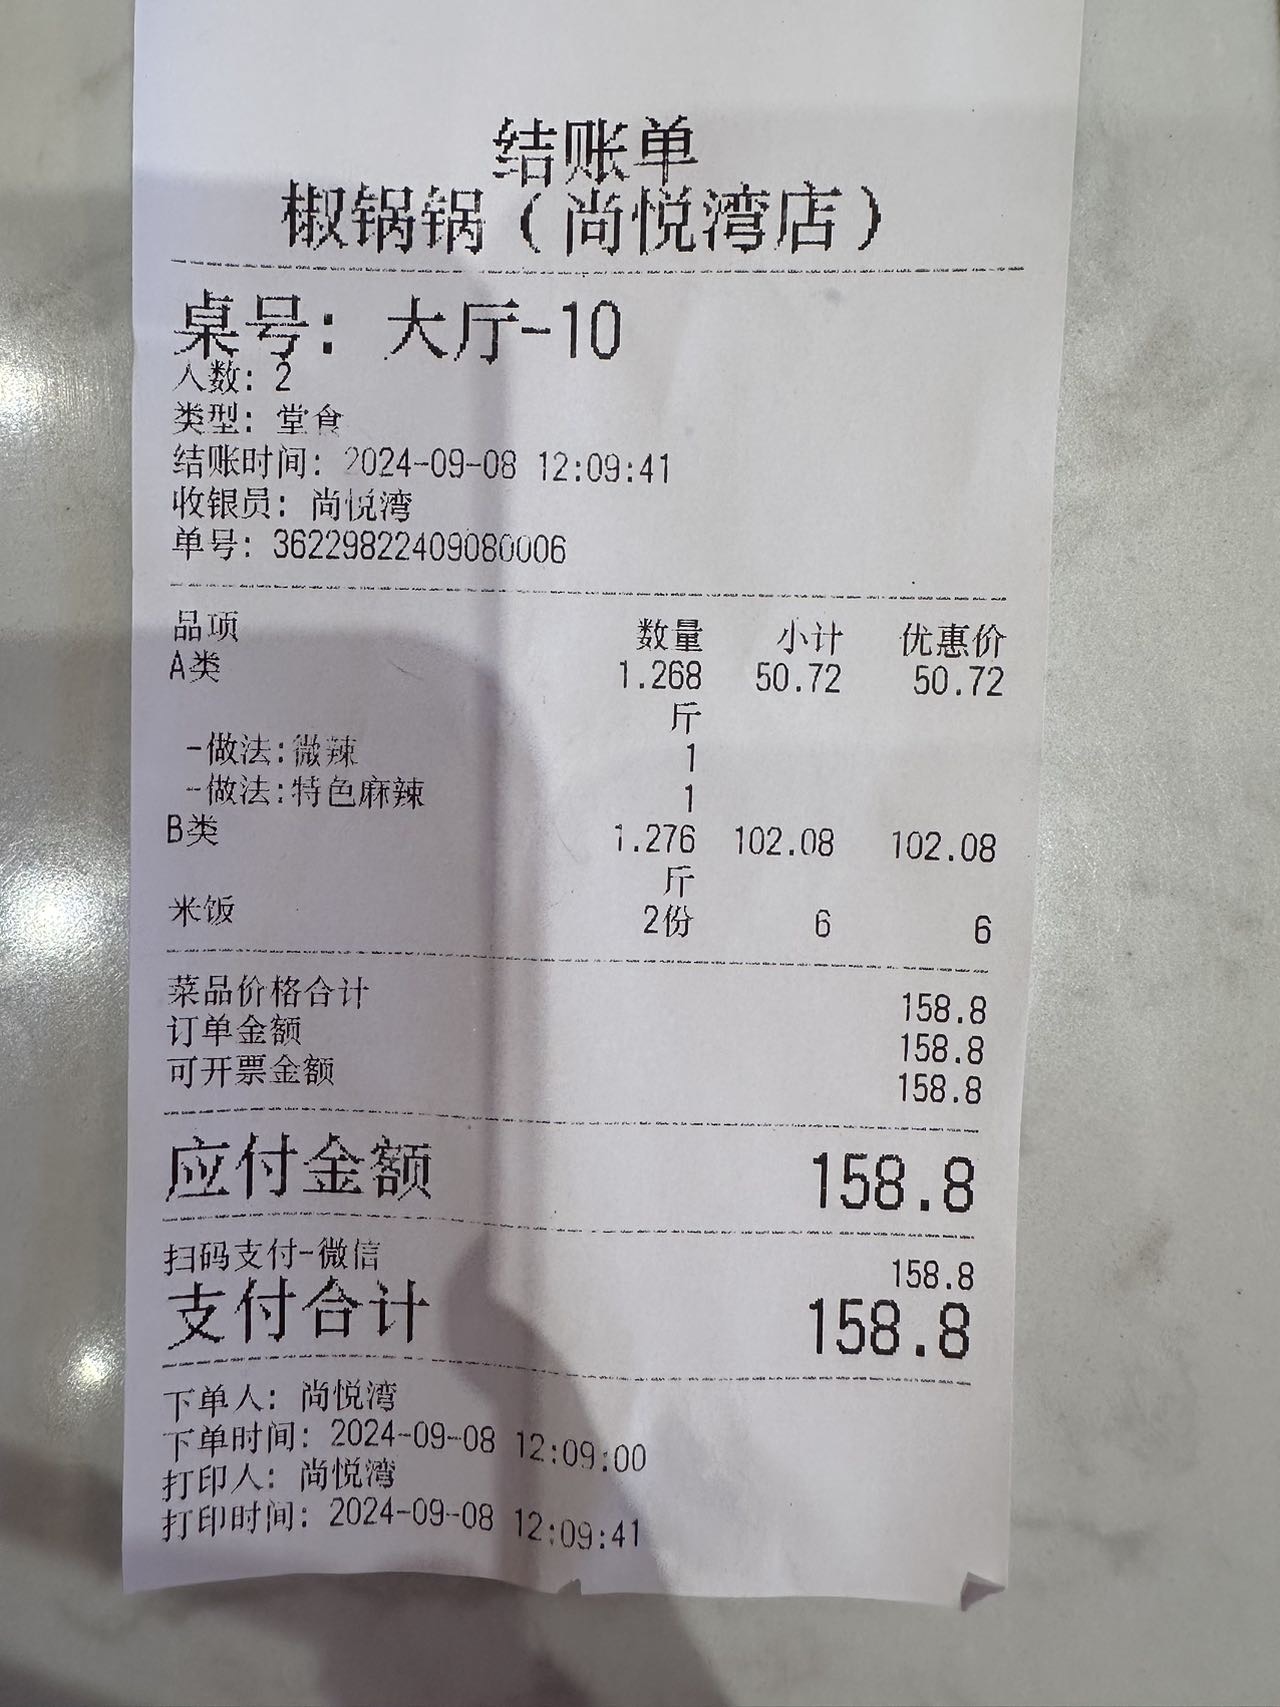 结账单
椒锅锅（尚悦湾店）
桌号: 大厅-10
人数: 2
类型: 堂食
结账时间: 2024-09-08 12:09:41
收银员: 尚悦湾
单号: 36229822409080006
品项 数量 小计 优惠价
A类 1.268 50.72 50.72
斤
-做法:微辣 1
-做法:特色麻辣 1
B类 1.276 102.08 102.08
斤
米饭 2份 6 6
菜品价格合计 158.8
订单金额 158.8
可开票金额 158.8
应付金额 158.8
扫码支付-微信 158.8
支付合计 158.8
下单人: 尚悦湾
下单时间: 2024-09-08 12:09:00
打印人: 尚悦湾
打印时间: 2024-09-08 12:09:41